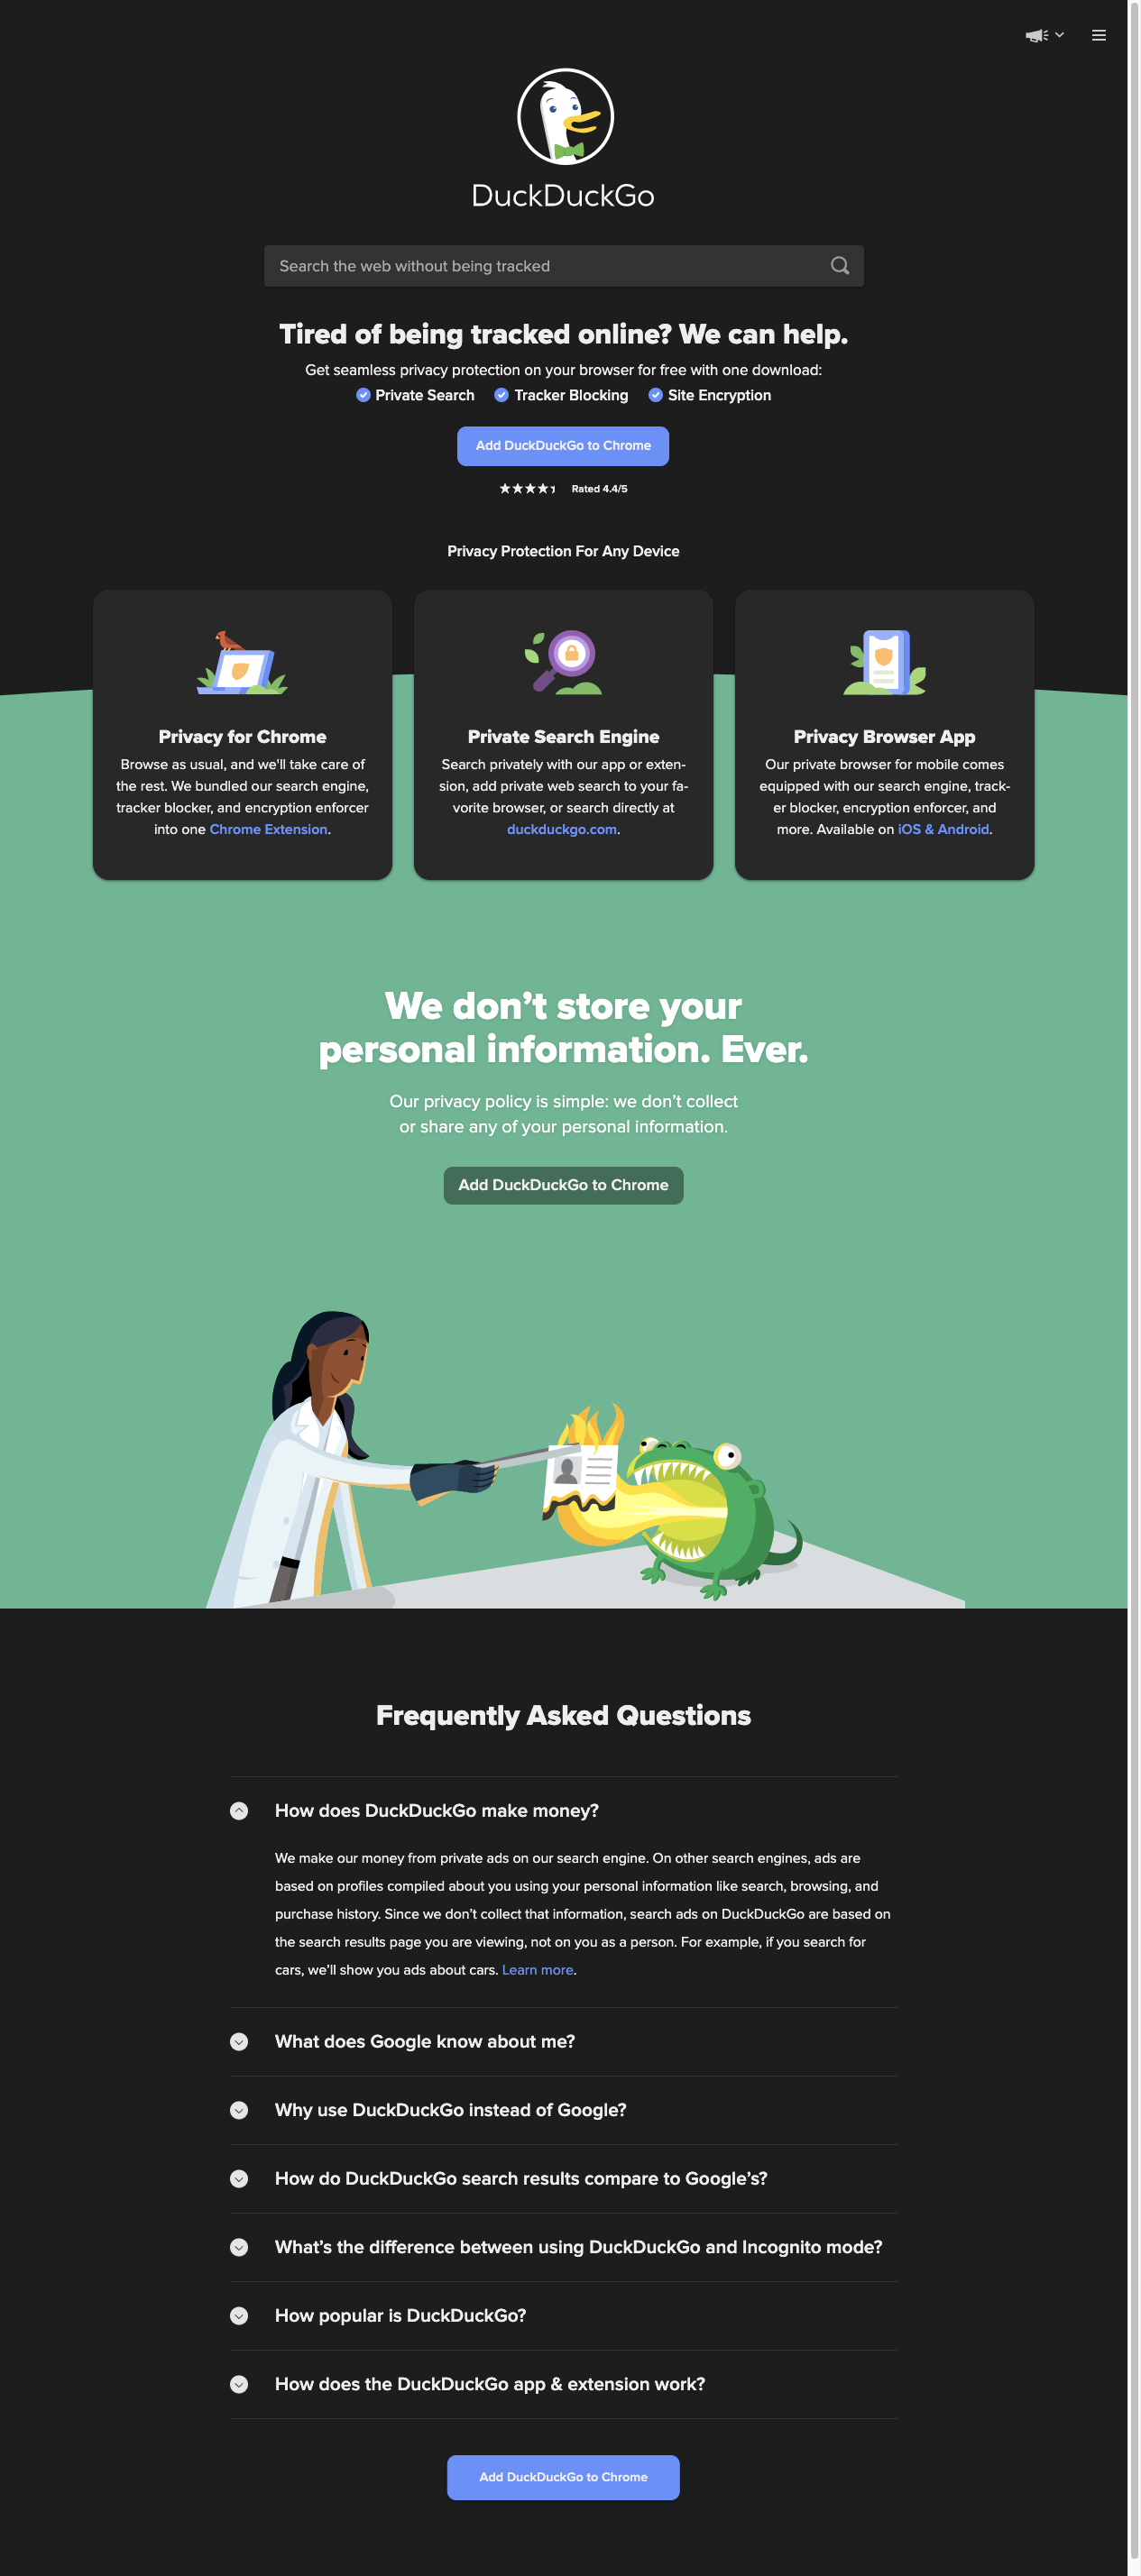 DuckDuckGo
Search the web without being tracked
Tired of being tracked online? We can help.
Get seamless privacy protection on your browser for free with one download:
Private Search Tracker Blocking Site Encryption
Add DuckDuckGo to Chrome
Rated 4.4/5
Privacy Protection For Any Device
Privacy for Chrome
Browse as usual, and we'll take care of
the rest. We bundled our search engine,
tracker blocker, and encryption enforcer
into one Chrome Extension.
Private Search Engine
Search privately with our app or exten-
sion, add private web search to your fa-
vorite browser, or search directly at
duckduckgo.com.
Privacy Browser App
Our private browser for mobile comes
equipped with our search engine, track-
er blocker, encryption enforcer, and
more. Available on iOS & Android.
We don’t store your
personal information. Ever.
Our privacy policy is simple: we don’t collect
or share any of your personal information.
Add DuckDuckGo to Chrome
Frequently Asked Questions
How does DuckDuckGo make money?
We make our money from private ads on our search engine. On other search engines, ads are
based on profiles compiled about you using your personal information like search, browsing, and
purchase history. Since we don’t collect that information, search ads on DuckDuckGo are based on
the search results page you are viewing, not on you as a person. For example, if you search for
cars, we’ll show you ads about cars. Learn more.
What does Google know about me?
Why use DuckDuckGo instead of Google?
How do DuckDuckGo search results compare to Google’s?
What’s the difference between using DuckDuckGo and Incognito mode?
How popular is DuckDuckGo?
How does the DuckDuckGo app & extension work?
Add DuckDuckGo to Chrome